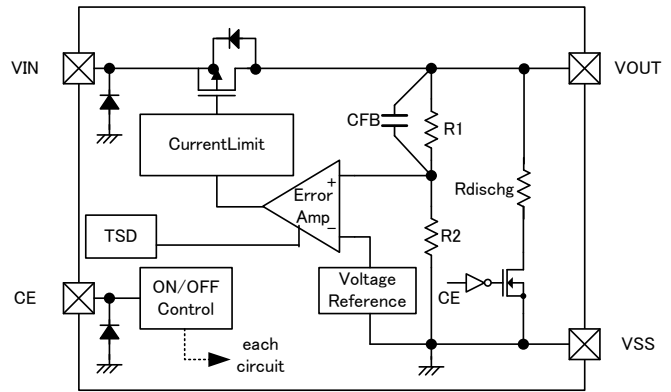 VIN
VOUT
CFB
R1
CurrentLimit
Rdischg
+
Error
Amp
−
TSD
R2
CE
ON/OFF
Control
Voltage
Reference
CE
each
circuit
VSS